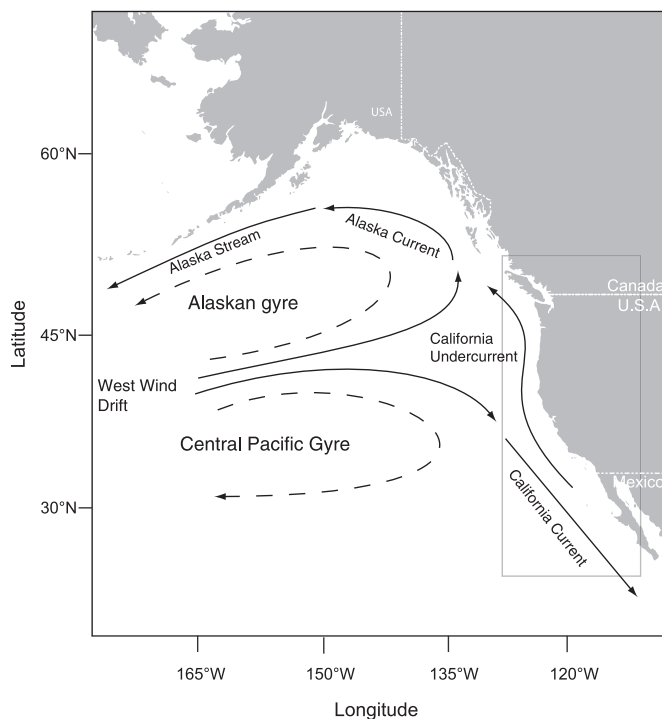 USA
60°N
Alaska Current
Alaska Stream
Alaskan gyre
Canada
U.S.A
45°N
California
Undercurrent
Latitude
West Wind
Drift
Central Pacific Gyre
Mexico
30°N
California Current
165°W
150°W
135°W
120°W
Longitude